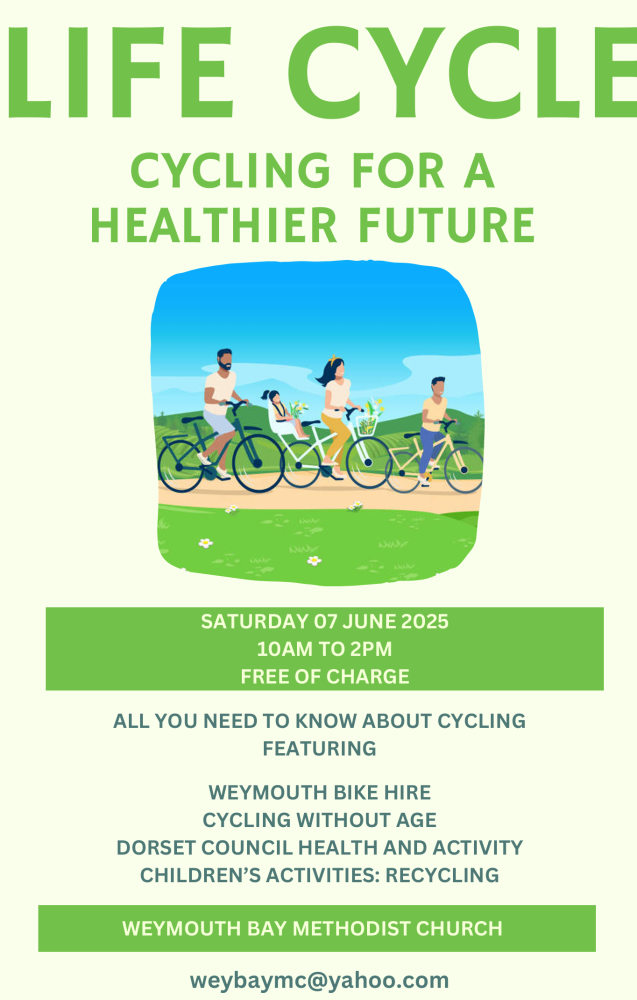 LIFE CYCLE
CYCLING FOR A
HEALTHIER FUTURE
SATURDAY 07 JUNE 2025
10AM TO 2PM
FREE OF CHARGE
ALL YOU NEED TO KNOW ABOUT CYCLING
FEATURING
WEYMOUTH BIKE HIRE
CYCLING WITHOUT AGE
DORSET COUNCIL HEALTH AND ACTIVITY
CHILDREN’S ACTIVITIES: RECYCLING
WEYMOUTH BAY METHODIST CHURCH
weybaymc@yahoo.com